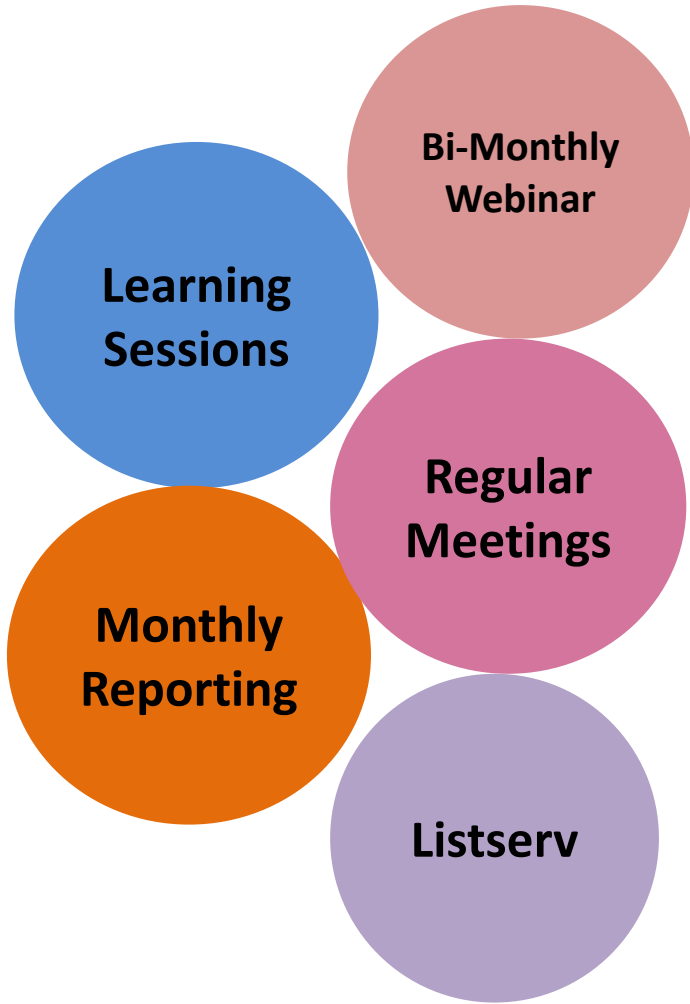 Bi-Monthly
Webinar
Learning
Sessions
Regular
Meetings
Monthly
Reporting
Listserv